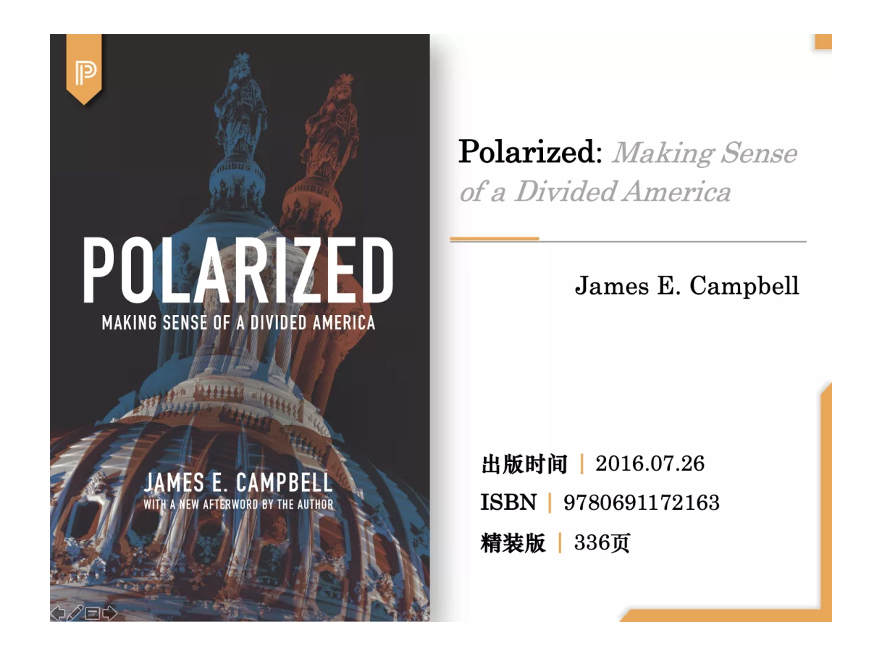 POLARIZED
MAKING SENSE OF A DIVIDED AMERICA
JAMES E. CAMPBELL
WITH A NEW AFTERWORD BY THE AUTHOR
Polarized: Making Sense
of a Divided America
James E. Campbell
出版时间 | 2016.07.26
ISBN | 9780691172163
精装版 | 336页